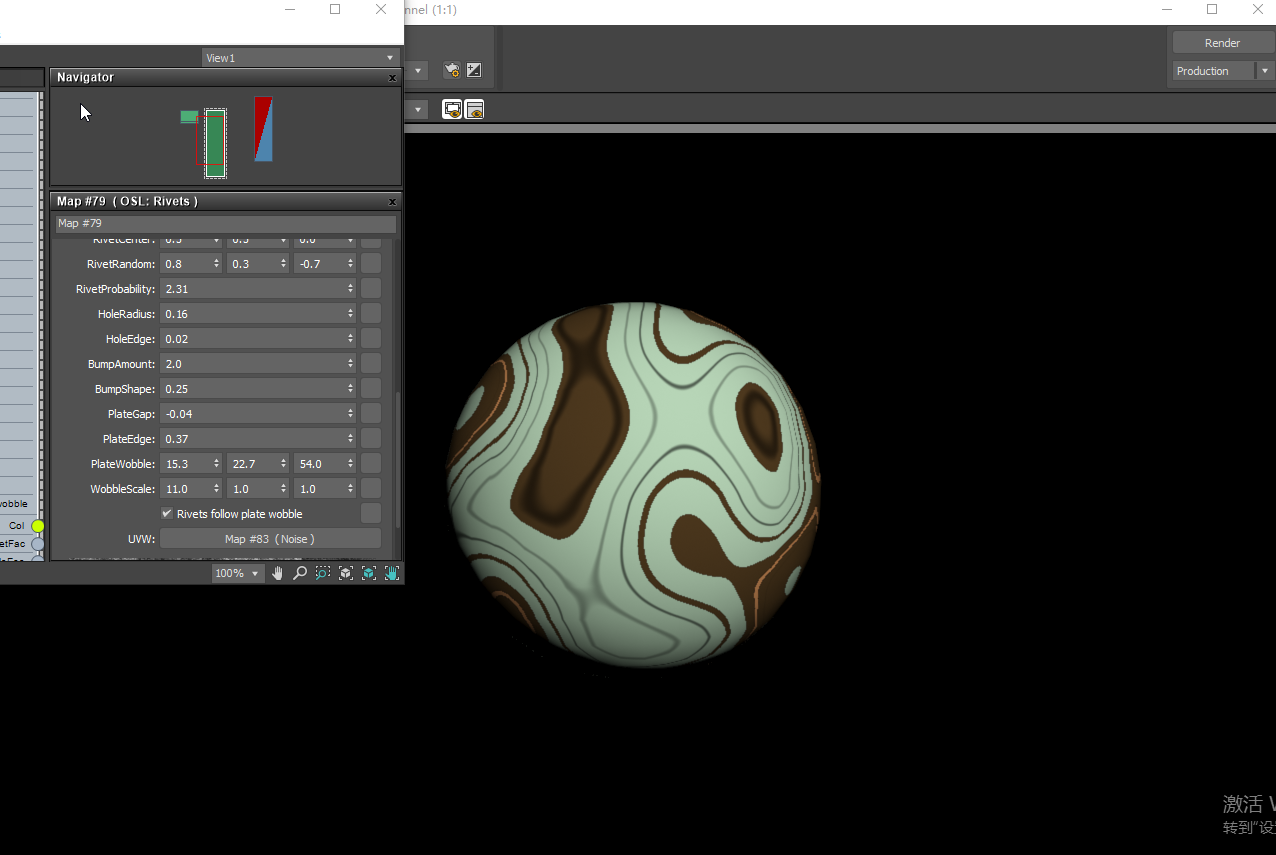 nnel (1:1)
View1
Render
Production
Navigator
Map #79 ( OSL: Rivets )
Map #79
RivetCenter: 0.5 0.5 0.0
RivetRandom: 0.8 0.3 -0.7
RivetProbability: 2.31
HoleRadius: 0.16
HoleEdge: 0.02
BumpAmount: 2.0
BumpShape: 0.25
PlateGap: -0.04
PlateEdge: 0.37
PlateWobble: 15.3 22.7 54.0
WobbleScale: 11.0 1.0 1.0
Rivets follow plate wobble
UVW: Map #83 ( Noise )
obble
Col
etFac
100%
激活 W
转到"设